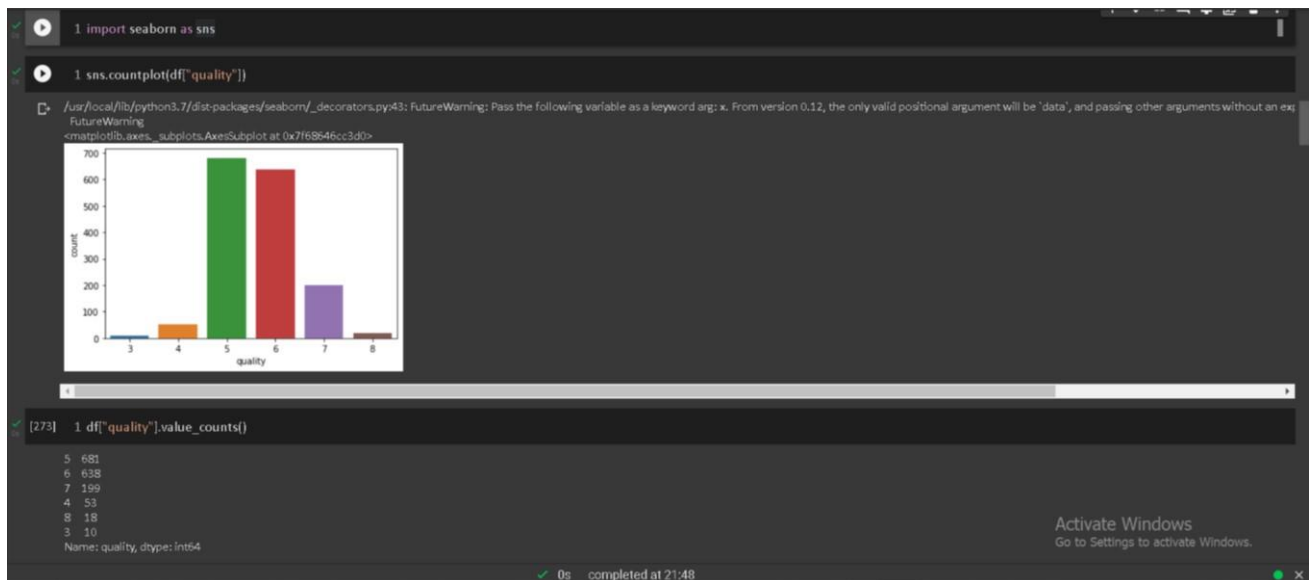 1 import seaborn as sns
1 sns.countplot(df["quality"])
/usr/local/lib/python3.7/dist-packages/seaborn/_decorators.py:43: FutureWarning: Pass the following variable as a keyword arg: x. From version 0.12, the only valid positional argument will be `data`, and passing other arguments without an exp
FutureWarning
<matplotlib.axes._subplots.AxesSubplot at 0x7f68646cc3d0>
700
600
500
400
300
200
100
0
count
3 4 5 6 7 8
quality
[273] 1 df["quality"].value_counts()
5 681
6 638
7 199
4 53
8 18
3 10
Name: quality, dtype: int64
Activate Windows
Go to Settings to activate Windows.
0s completed at 21:48